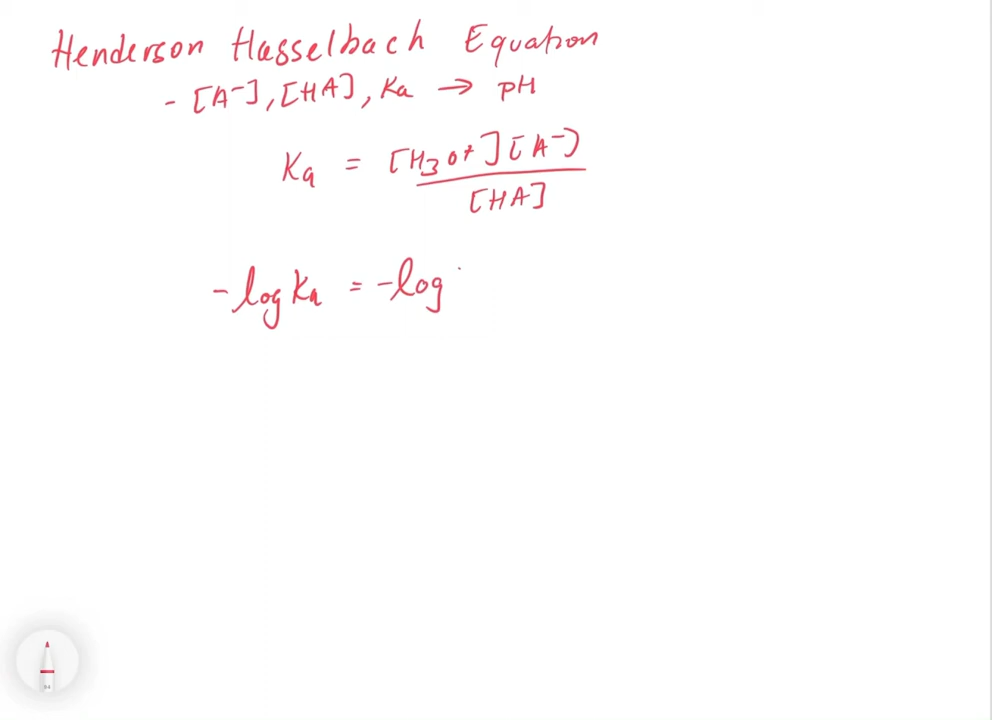 Henderson Hasselbach Equation
- [A⁻], [HA], Ka → pH
Ka = [H₃O⁺][A⁻]
[HA]
-log Ka = -log